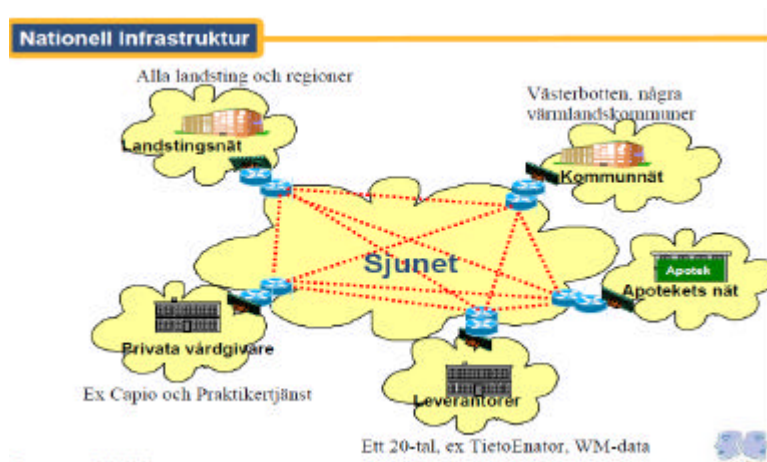 Nationell Infrastruktur
Alla landsting och regioner
Landstingsnät
Västerbotten, några
värmlandskommuner
Kommunnät
Sjunet
Apotek
Apotekets nät
Privata vårdgivare
Ex Capio och Praktikertjänst
Leverantörer
Ett 20-tal, ex TietoEnator, WM-data